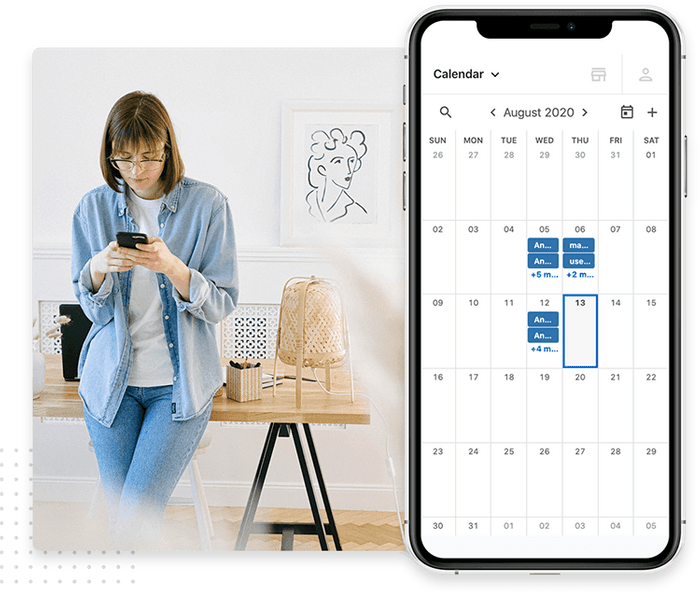 Calendar
August 2020
SUN MON TUE WED THU FRI SAT
26 27 28 29 30 31 01
02 03 04 05 06 07 08
An... ma...
An... use...
+5 m... +2 m...
09 10 11 12 13 14 15
An...
An...
+4 m...
16 17 18 19 20 21 22
23 24 25 26 27 28 29
30 31 01 02 03 04 05